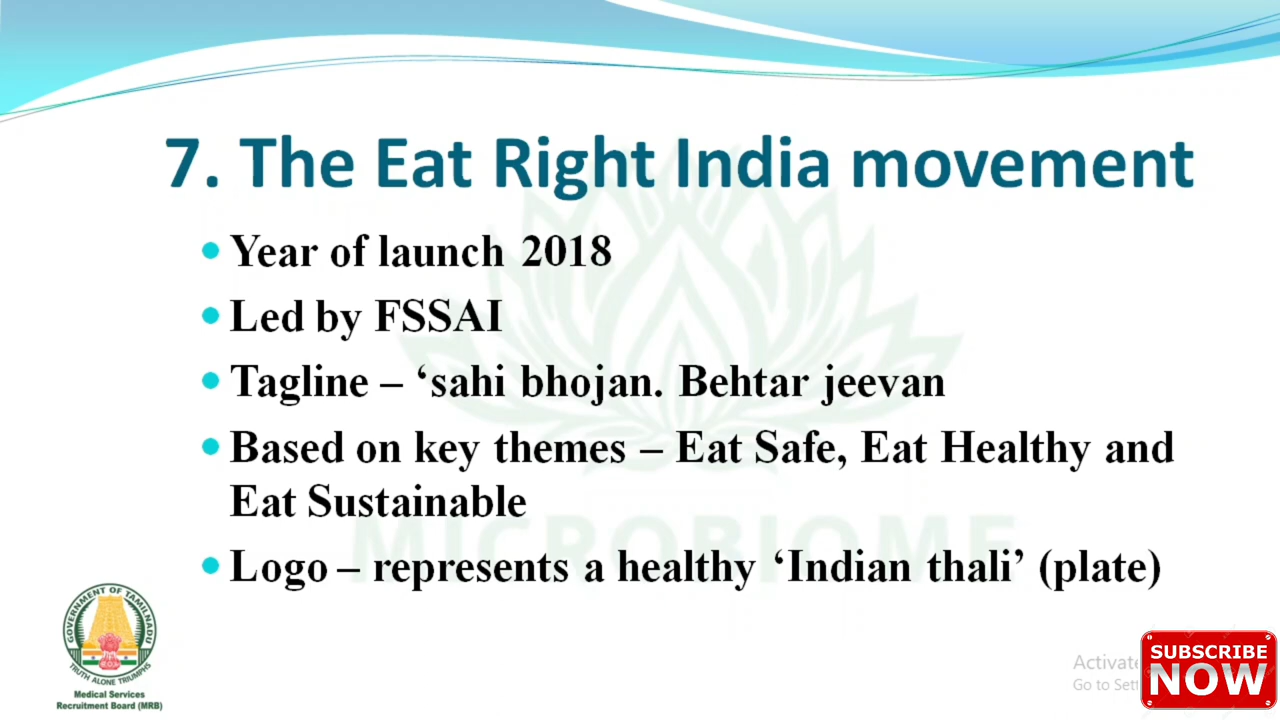 7. The Eat Right India movement
Year of launch 2018
Led by FSSAI
Tagline – ‘sahi bhojan. Behtar jeevan
Based on key themes – Eat Safe, Eat Healthy and
Eat Sustainable
Logo – represents a healthy ‘Indian thali’ (plate)
MICROBIOME
GOVERNMENT OF TAMILNADU
TRUTH ALONE TRIUMPHS
Medical Services
Recruitment Board (MRB)
Go to
SUBSCRIBE
NOW